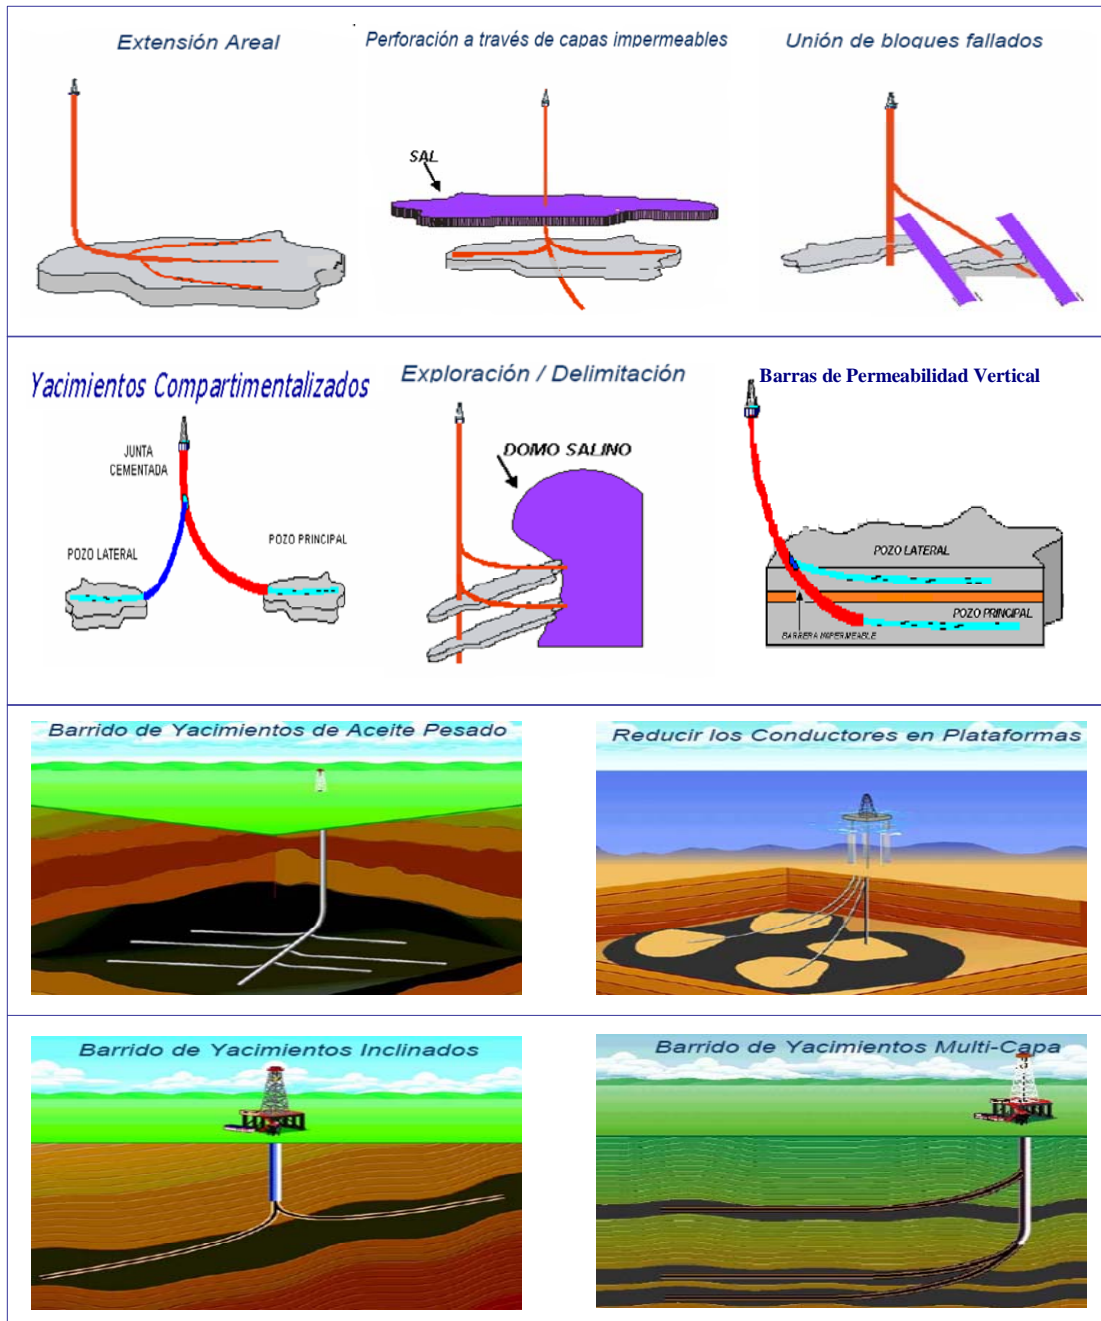 Extensión Areal
Perforación a través de capas impermeables
Unión de bloques fallados
SAL
Yacimientos Compartimentalizados
Exploración / Delimitación
Barras de Permeabilidad Vertical
JUNTA
CEMENTADA
POZO LATERAL
POZO PRINCIPAL
DOMO SALINO
POZO LATERAL
POZO PRINCIPAL
BARRERA IMPERMEABLE
Barrido de Yacimientos de Aceite Pesado
Reducir los Conductores en Plataformas
Barrido de Yacimientos Inclinados
Barrido de Yacimientos Multi-Capa